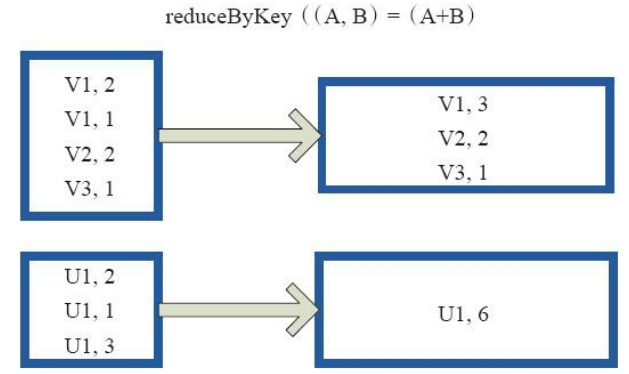 reduceByKey ((A, B) = (A+B)
V1, 2
V1, 1
V2, 2
V3, 1
V1, 3
V2, 2
V3, 1
U1, 2
U1, 1
U1, 3
U1, 6